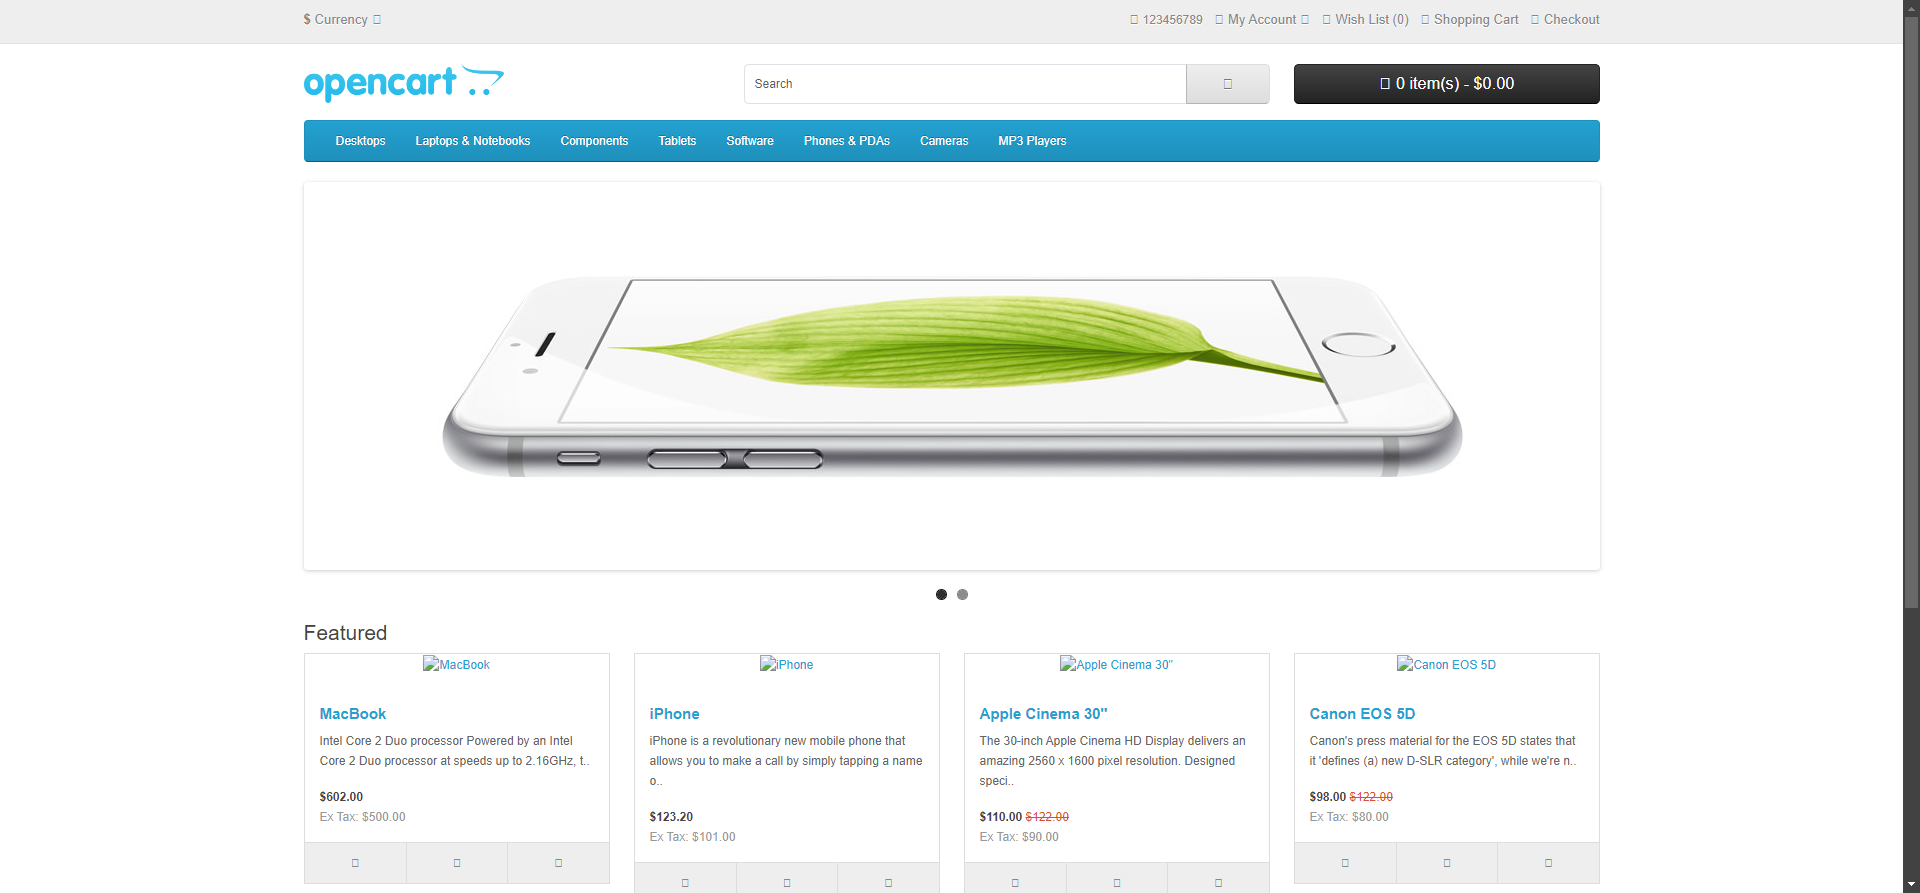 $ Currency
123456789 My Account Wish List (0) Shopping Cart Checkout
opencart
Search
0 item(s) - $0.00
Desktops Laptops & Notebooks Components Tablets Software Phones & PDAs Cameras MP3 Players
Featured
MacBook
MacBook
Intel Core 2 Duo processor Powered by an Intel
Core 2 Duo processor at speeds up to 2.16GHz, t..
$602.00
Ex Tax: $500.00
iPhone
iPhone
iPhone is a revolutionary new mobile phone that
allows you to make a call by simply tapping a name
o..
$123.20
Ex Tax: $101.00
Apple Cinema 30"
Apple Cinema 30"
The 30-inch Apple Cinema HD Display delivers an
amazing 2560 x 1600 pixel resolution. Designed
speci..
$110.00 $122.00
Ex Tax: $90.00
Canon EOS 5D
Canon EOS 5D
Canon's press material for the EOS 5D states that
it 'defines (a) new D-SLR category', while we're n..
$98.00 $122.00
Ex Tax: $80.00